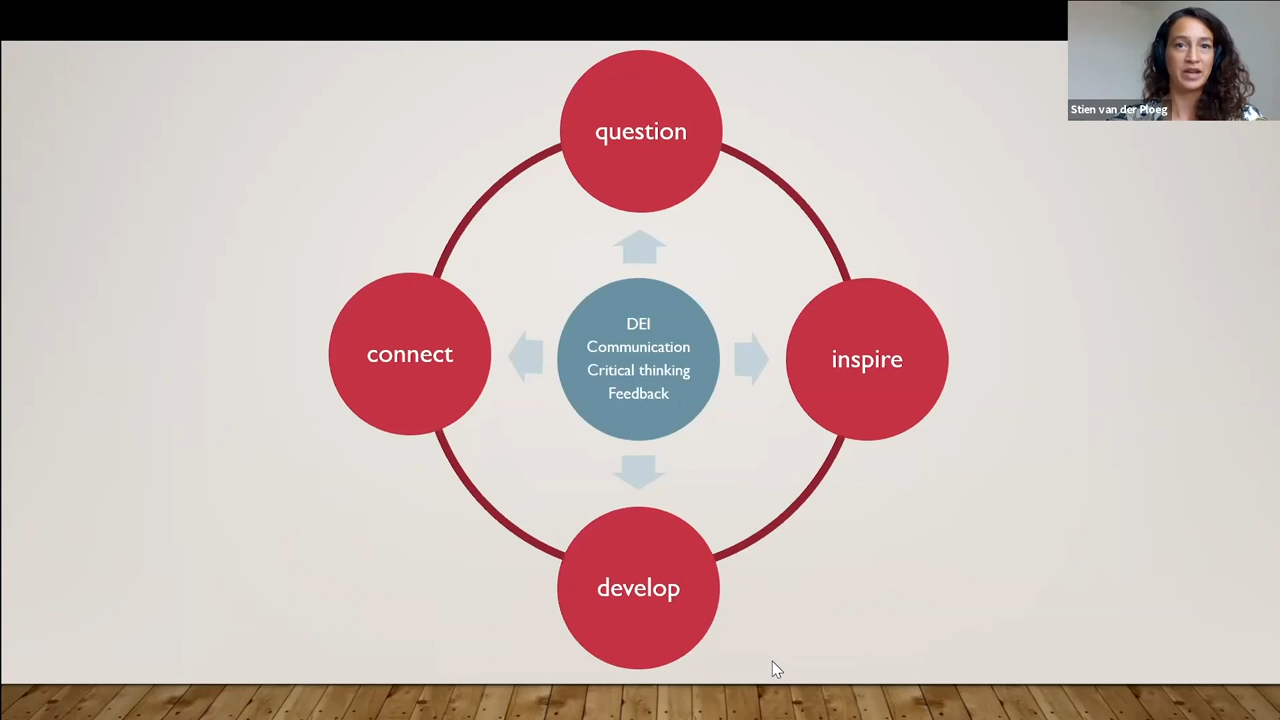 question
Stien van der Ploeg
connect
DEI
Communication
Critical thinking
Feedback
inspire
develop